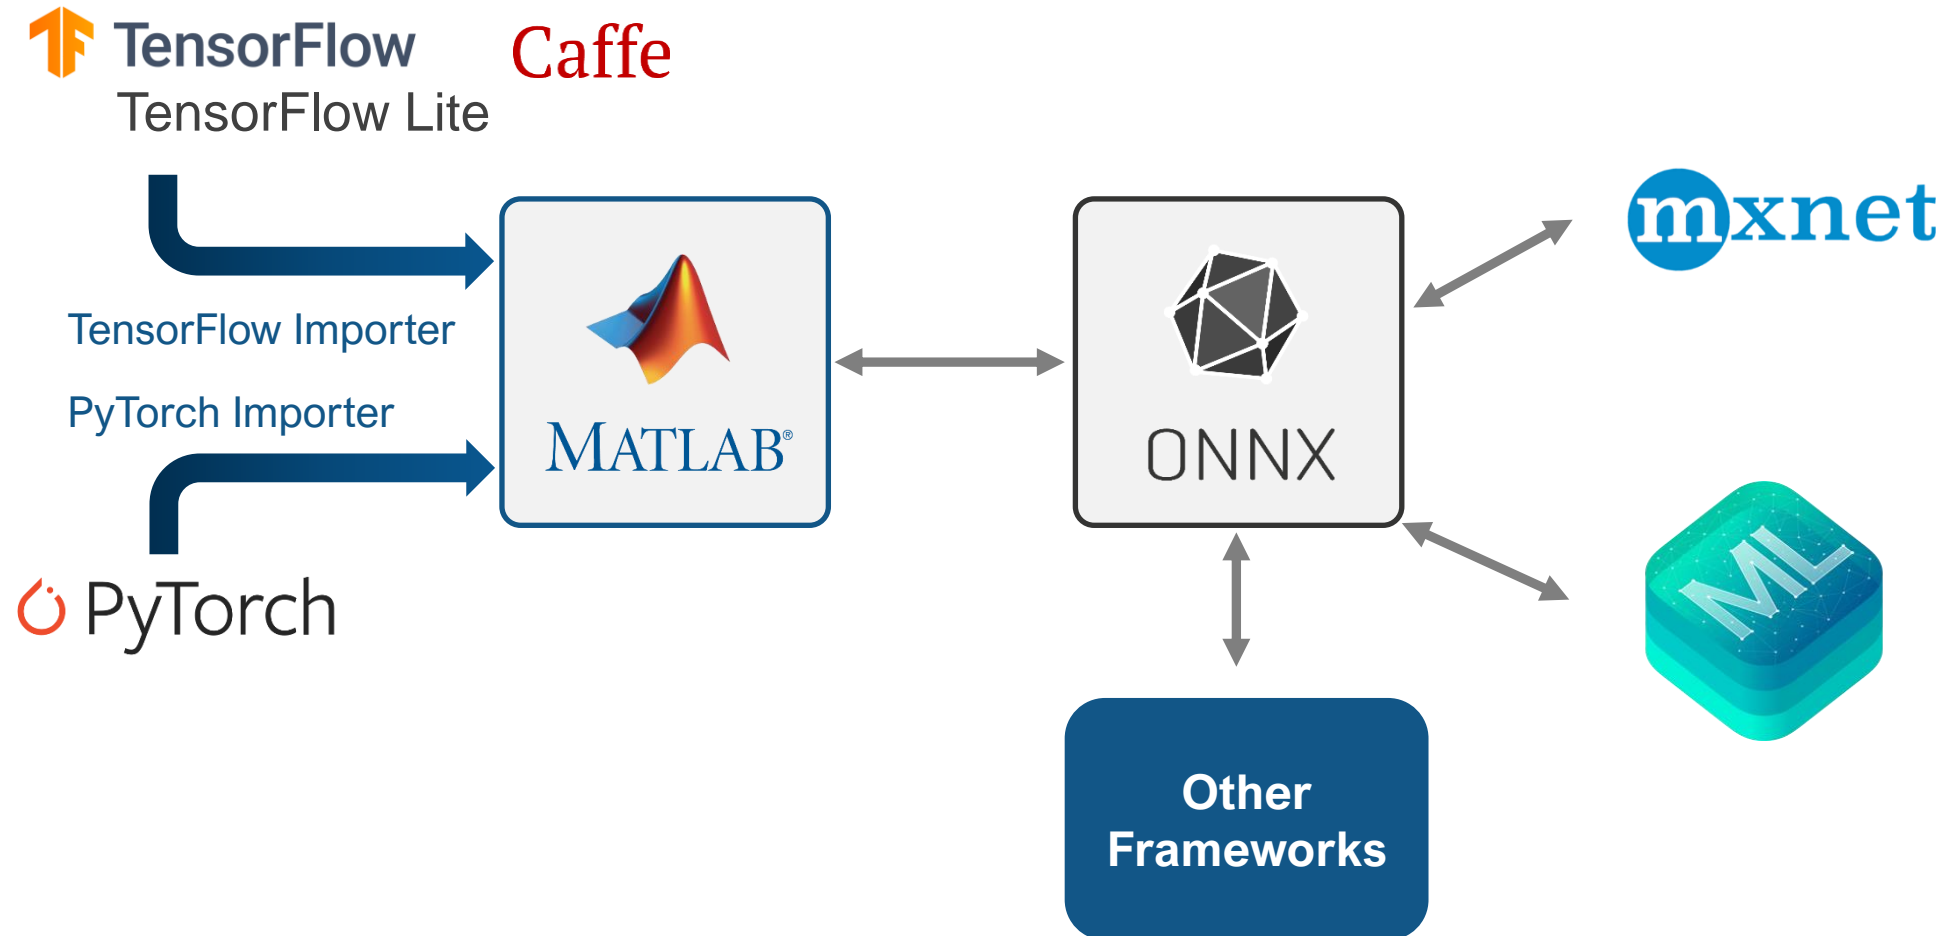 TensorFlow
Caffe
TensorFlow Lite
TensorFlow Importer
PyTorch Importer
PyTorch
MATLAB®
ONNX
mxnet
ML
Other
Frameworks